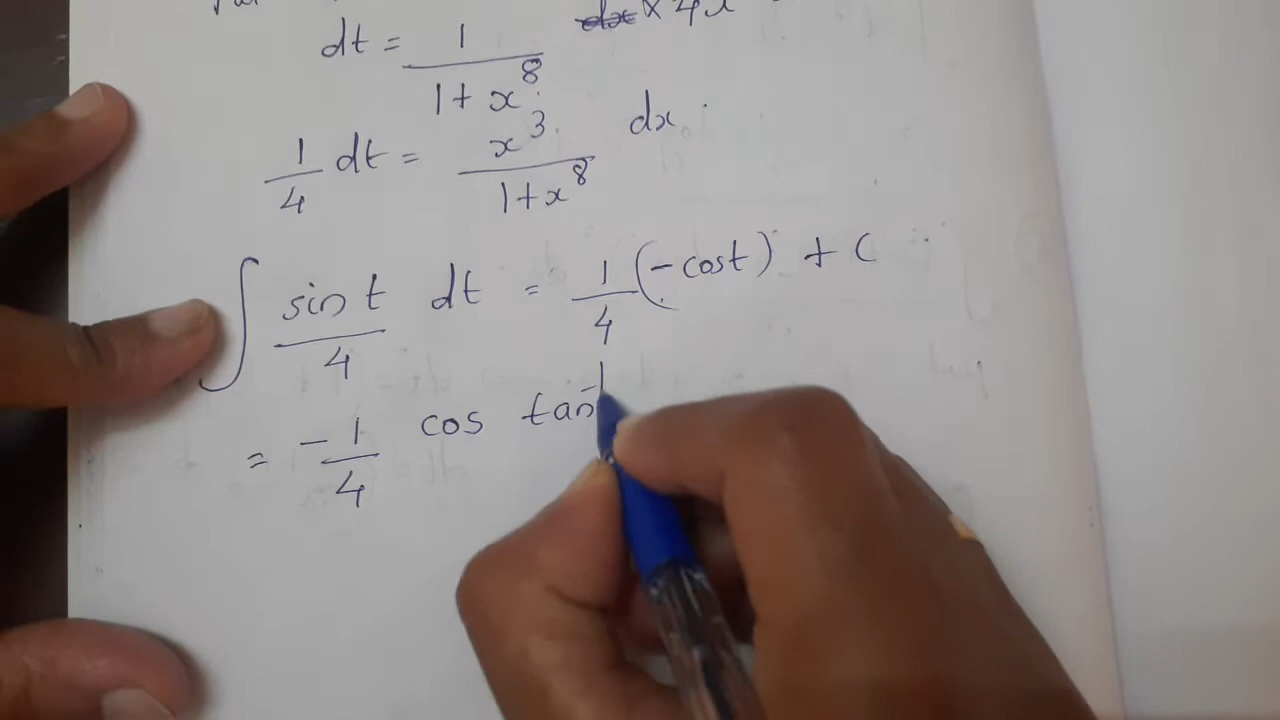 dt = 1/(1+x⁸) × 4x
1/4 dt = x³/(1+x⁸) dx
∫ sin t/4 dt = 1/4 (-cos t) + C
= -1/4 cos tan⁻¹